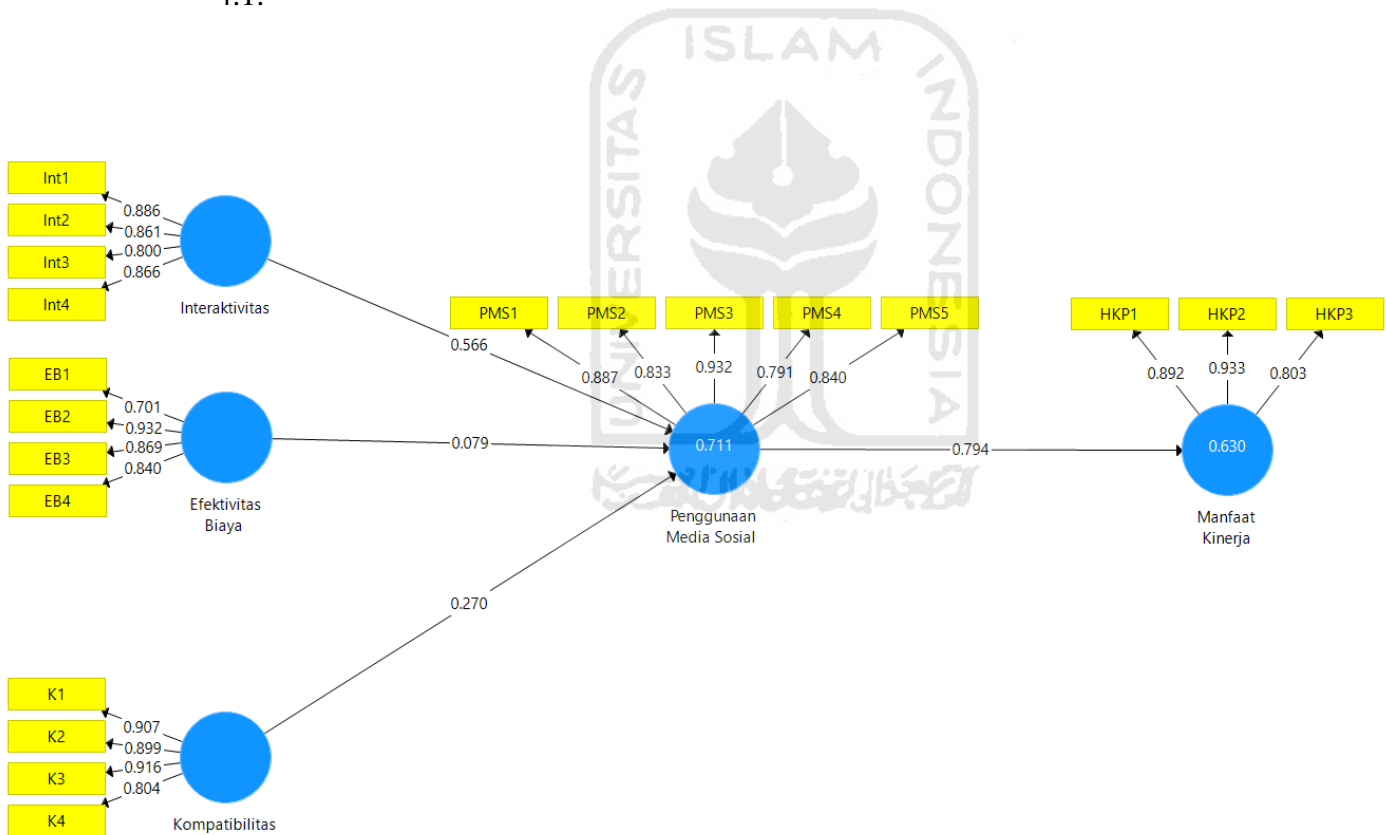 4.1.
UNIVERSITAS ISLAM INDONESIA
Int1
Int2
Int3
Int4
0.886
0.861
0.800
0.866
Interaktivitas
0.566
EB1
EB2
EB3
EB4
0.701
0.932
0.869
0.840
Efektivitas
Biaya
0.079
K1
K2
K3
K4
0.907
0.899
0.916
0.804
Kompatibilitas
0.270
PMS1
PMS2
PMS3
PMS4
PMS5
0.887
0.833
0.932
0.791
0.840
0.711
Penggunaan
Media Sosial
0.794
HKP1
HKP2
HKP3
0.892
0.933
0.803
0.630
Manfaat
Kinerja